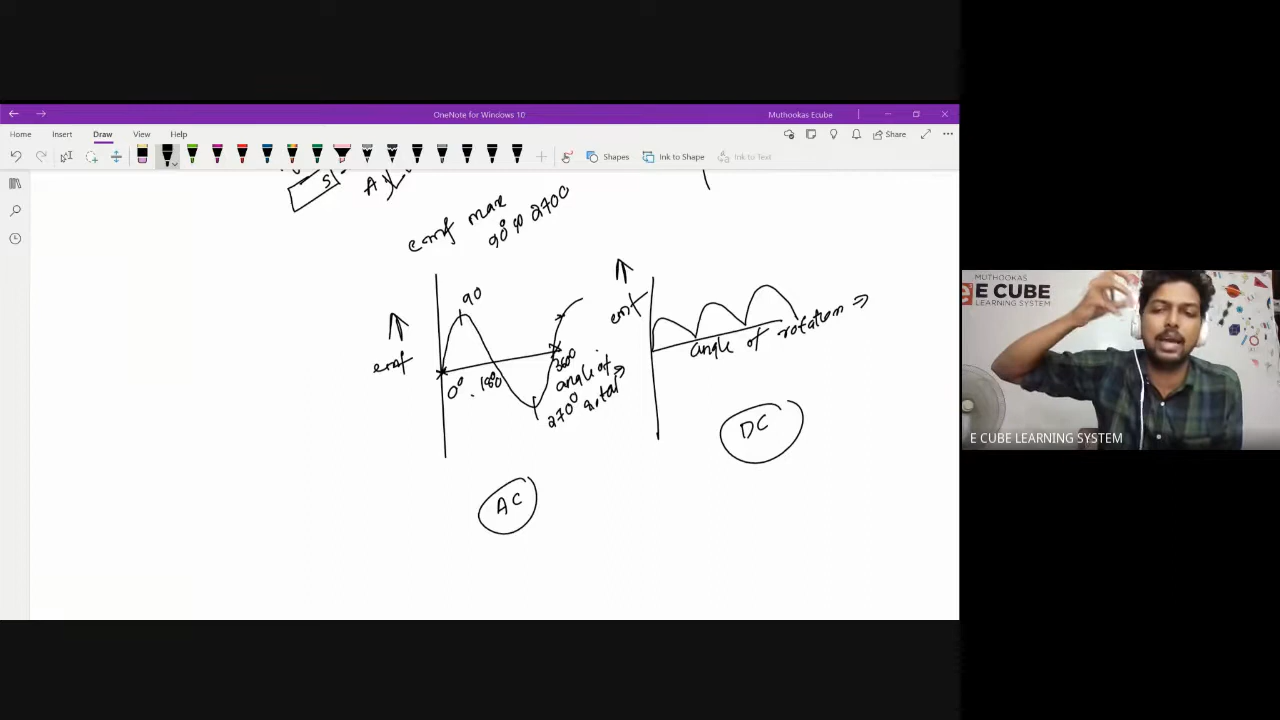 OneNote for Windows 10
Muthookas Ecube
Home Insert Draw View Help
Share
Shapes Ink to Shape Ink to Text
S A
emf max
90° 2700
emf
90
0° 180
360
angle of
270°
AC
emf
angle of rotation ⇒
DC
MUTHOOKAS
E CUBE
LEARNING SYSTEM
E CUBE LEARNING SYSTEM